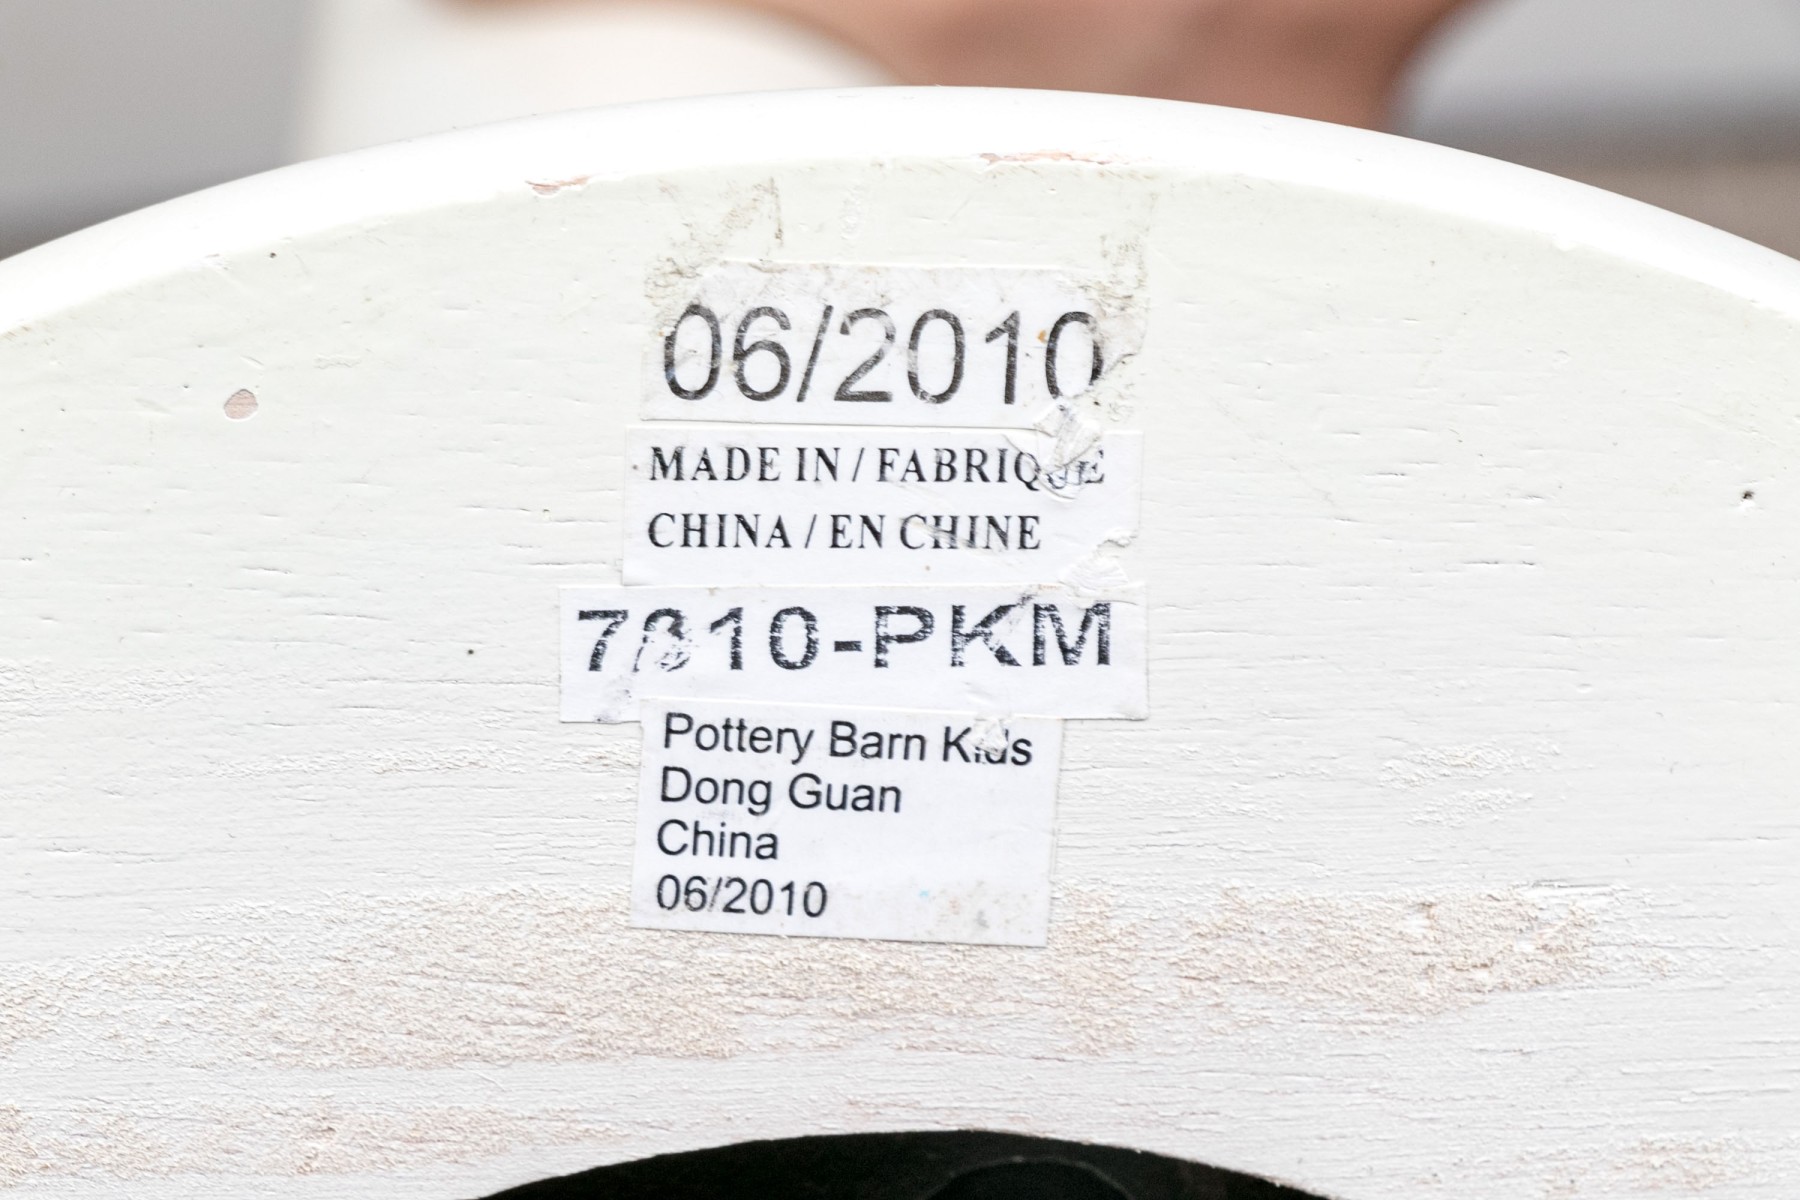 06/2010
MADE IN / FABRIQUE
CHINA / EN CHINE
Pottery Barn Kids
Dong Guan
China
06/2010